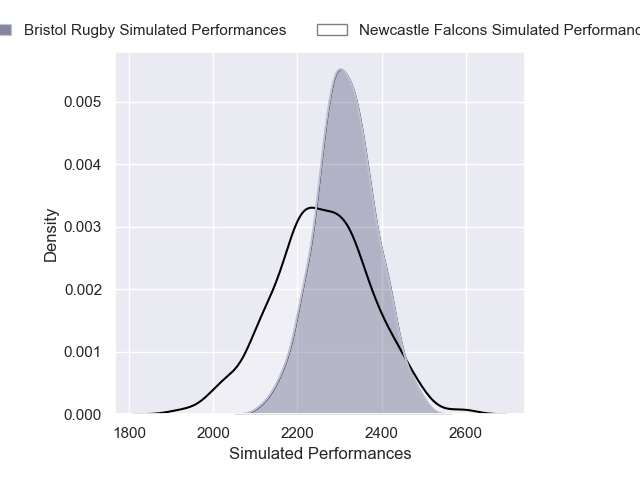 Bristol Rugby Simulated Performances
Newcastle Falcons Simulated
Density
0.005
0.004
0.003
0.002
0.001
0.000
1800 2000 2200 2400 2600
Simulated Performances